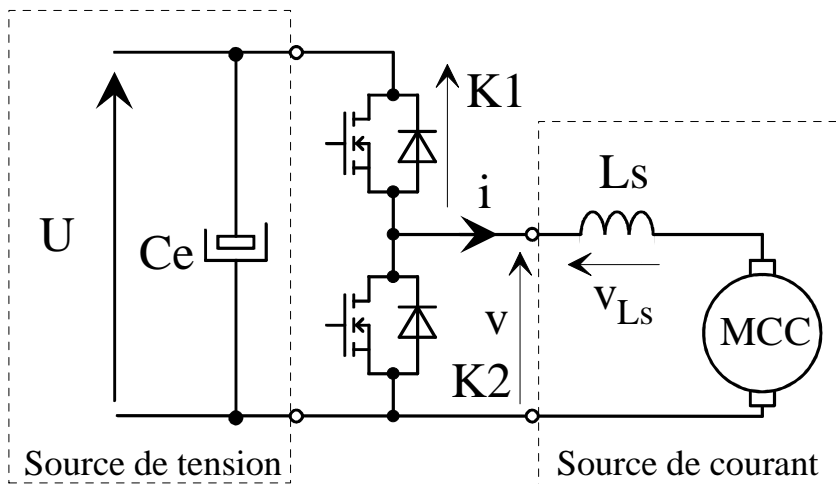 U
Ce
K1
i
Ls
v
K2
vLs
MCC
Source de tension
Source de courant